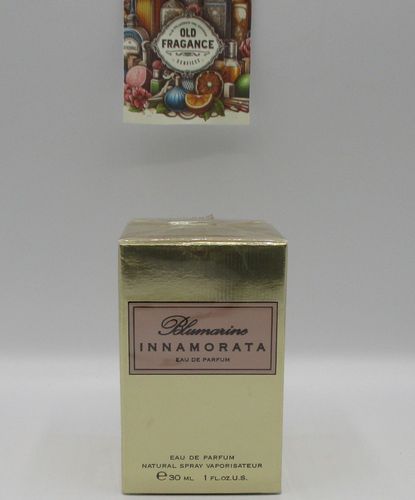 OLD
FRAGANCE
Blumarine
INNAMORATA
EAU DE PARFUM
EAU DE PARFUM
NATURAL SPRAY VAPORISATEUR
℮ 30 ML 1 FL.OZ.U.S.